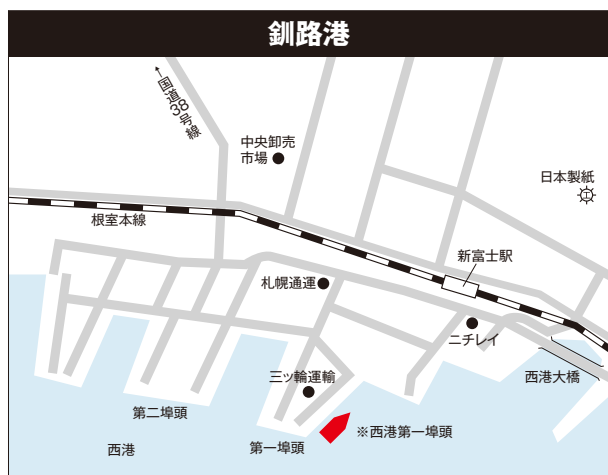 釧路港
←国道38号線
中央卸売
市場
日本製紙
根室本線
新富士駅
札幌通運
ニチレイ
三ッ輪運輸
西港大橋
第二埠頭
※西港第一埠頭
第一埠頭
西港